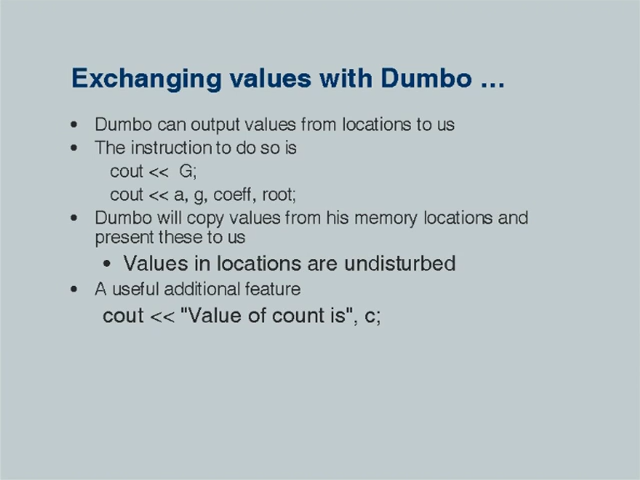 Exchanging values with Dumbo ...
• Dumbo can output values from locations to us
• The instruction to do so is
cout << G;
cout << a, g, coeff, root;
• Dumbo will copy values from his memory locations and
present these to us
• Values in locations are undisturbed
• A useful additional feature
cout << "Value of count is", c;